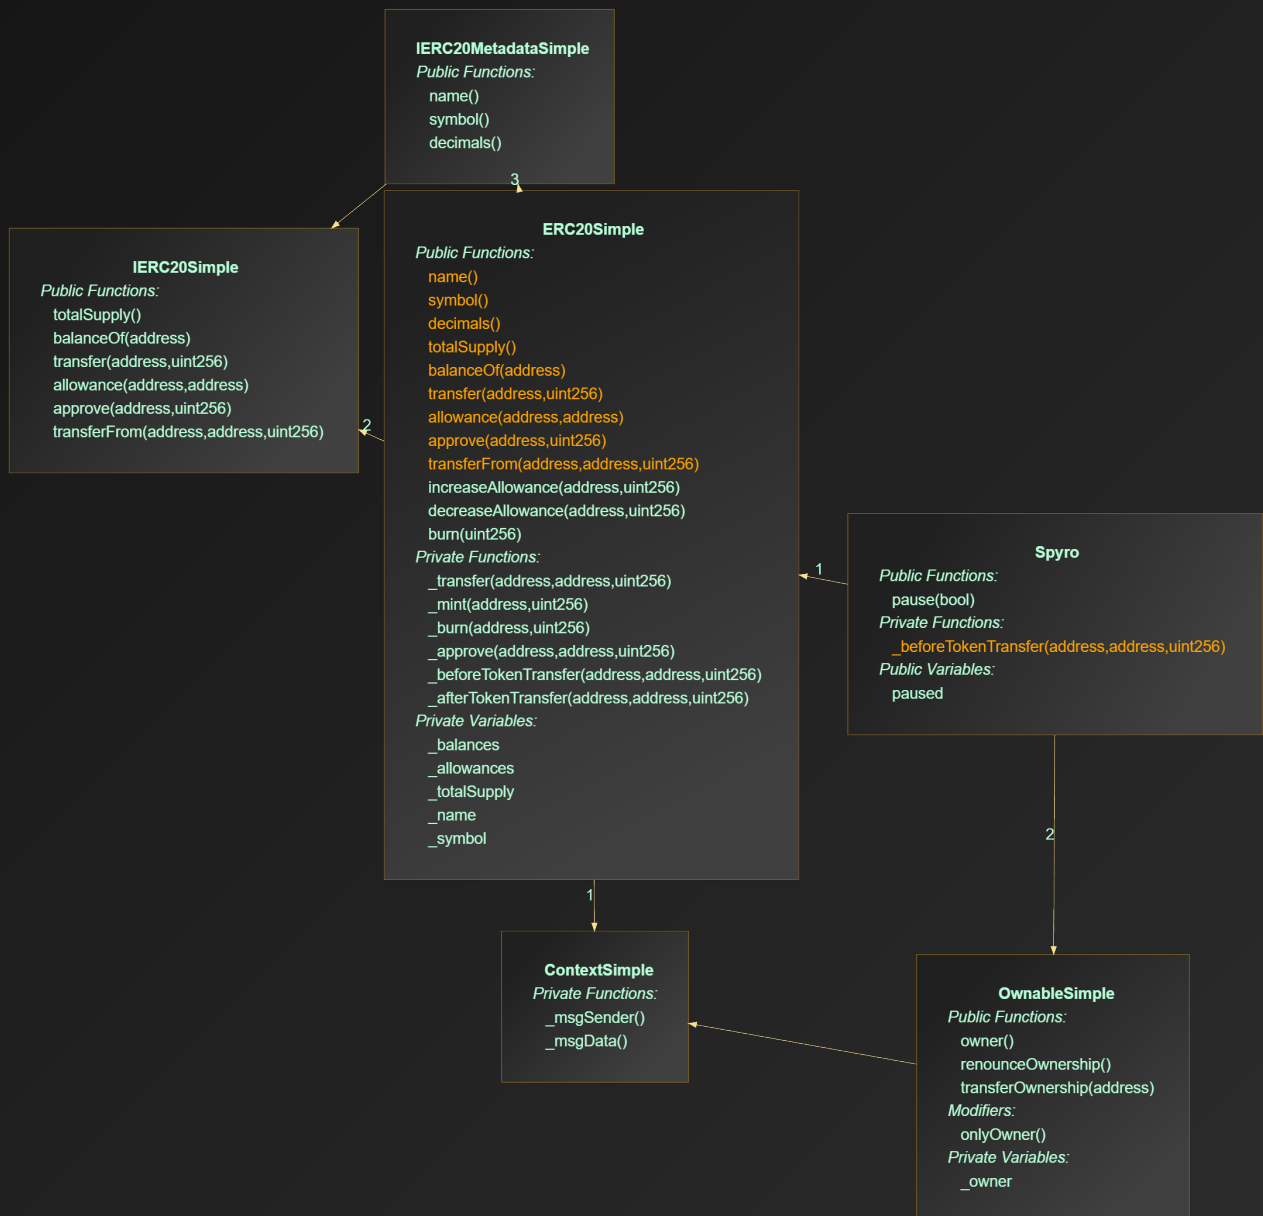 IERC20MetadataSimple
Public Functions:
name()
symbol()
decimals()
3
IERC20Simple
Public Functions:
totalSupply()
balanceOf(address)
transfer(address,uint256)
allowance(address,address)
approve(address,uint256)
transferFrom(address,address,uint256)
2
ERC20Simple
Public Functions:
name()
symbol()
decimals()
totalSupply()
balanceOf(address)
transfer(address,uint256)
allowance(address,address)
approve(address,uint256)
transferFrom(address,address,uint256)
increaseAllowance(address,uint256)
decreaseAllowance(address,uint256)
burn(uint256)
Private Functions:
_transfer(address,address,uint256)
_mint(address,uint256)
_burn(address,uint256)
_approve(address,address,uint256)
_beforeTokenTransfer(address,address,uint256)
_afterTokenTransfer(address,address,uint256)
Private Variables:
_balances
_allowances
_totalSupply
_name
_symbol
1
Spyro
Public Functions:
pause(bool)
Private Functions:
_beforeTokenTransfer(address,address,uint256)
Public Variables:
paused
2
1
ContextSimple
Private Functions:
_msgSender()
_msgData()
OwnableSimple
Public Functions:
owner()
renounceOwnership()
transferOwnership(address)
Modifiers:
onlyOwner()
Private Variables:
_owner